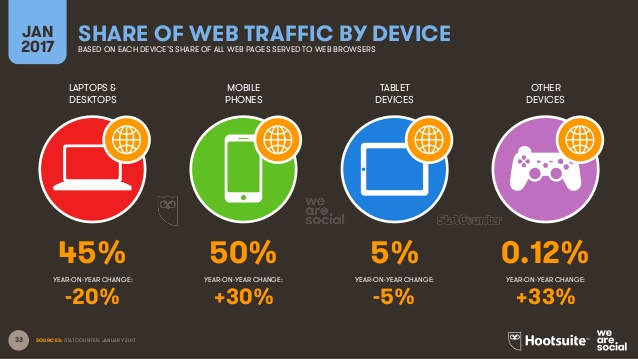 JAN
2017
SHARE OF WEB TRAFFIC BY DEVICE
BASED ON EACH DEVICE'S SHARE OF ALL WEB PAGES SERVED TO WEB BROWSERS
LAPTOPS &
DESKTOPS
MOBILE
PHONES
TABLET
DEVICES
OTHER
DEVICES
we
are
social
StatCounter
45%
50%
5%
0.12%
YEAR-ON-YEAR CHANGE:
YEAR-ON-YEAR CHANGE:
YEAR-ON-YEAR CHANGE:
YEAR-ON-YEAR CHANGE:
-20%
+30%
-5%
+33%
33
SOURCES: STATCOUNTER, JANUARY 2017.
Hootsuite™
we
are
social